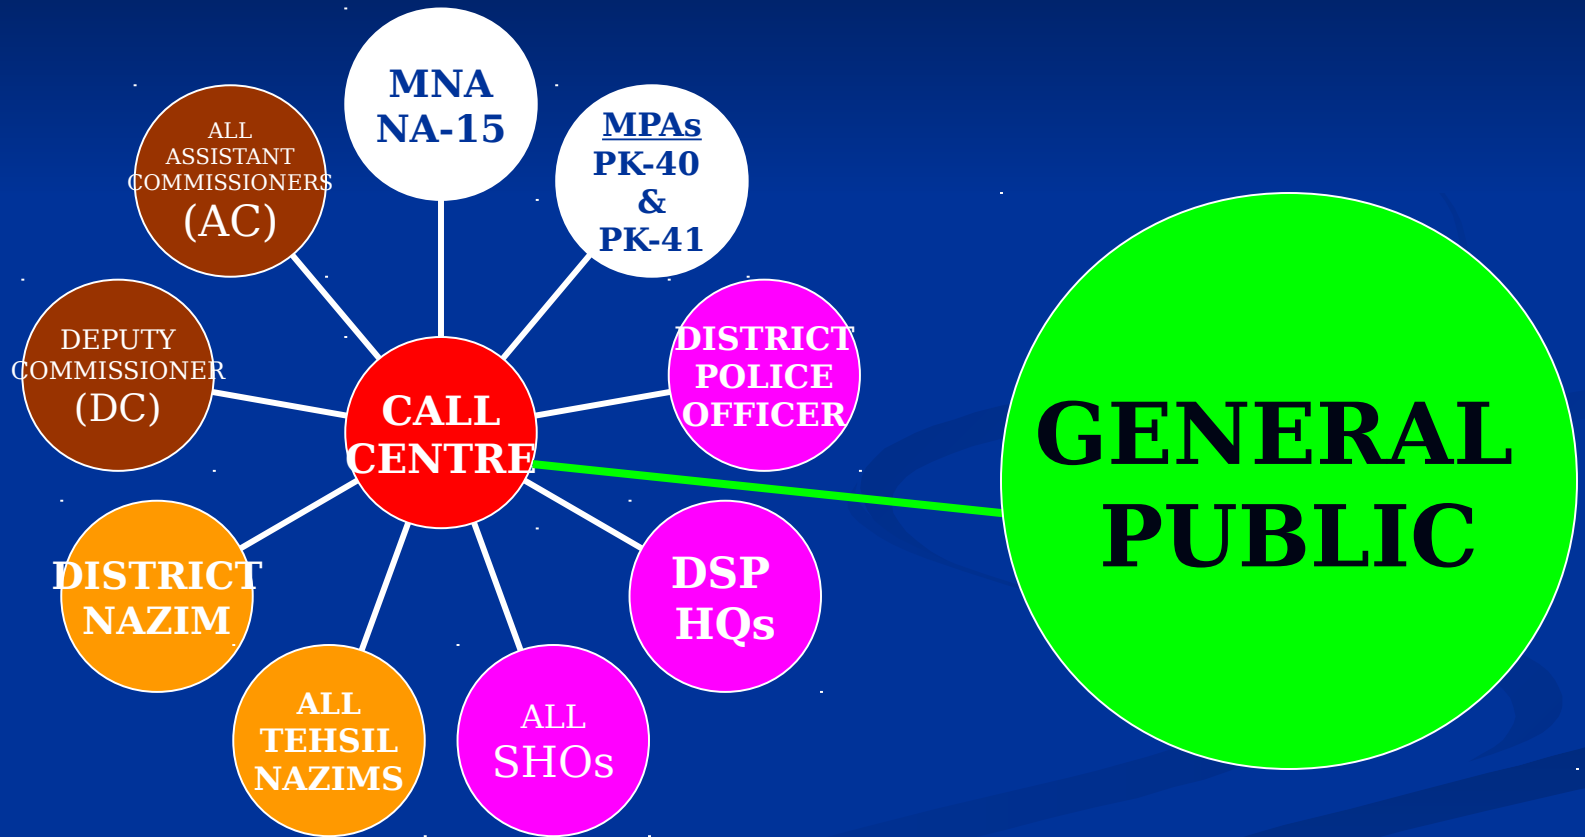 MNA
NA-15
MPAs
PK-40
&
PK-41
ALL
ASSISTANT
COMMISSIONERS
(AC)
DISTRICT
POLICE
OFFICER
DEPUTY
COMMISSIONER
(DC)
CALL
CENTRE
GENERAL
PUBLIC
DISTRICT
NAZIM
DSP
HQs
ALL
TEHSIL
NAZIMS
ALL
SHOs